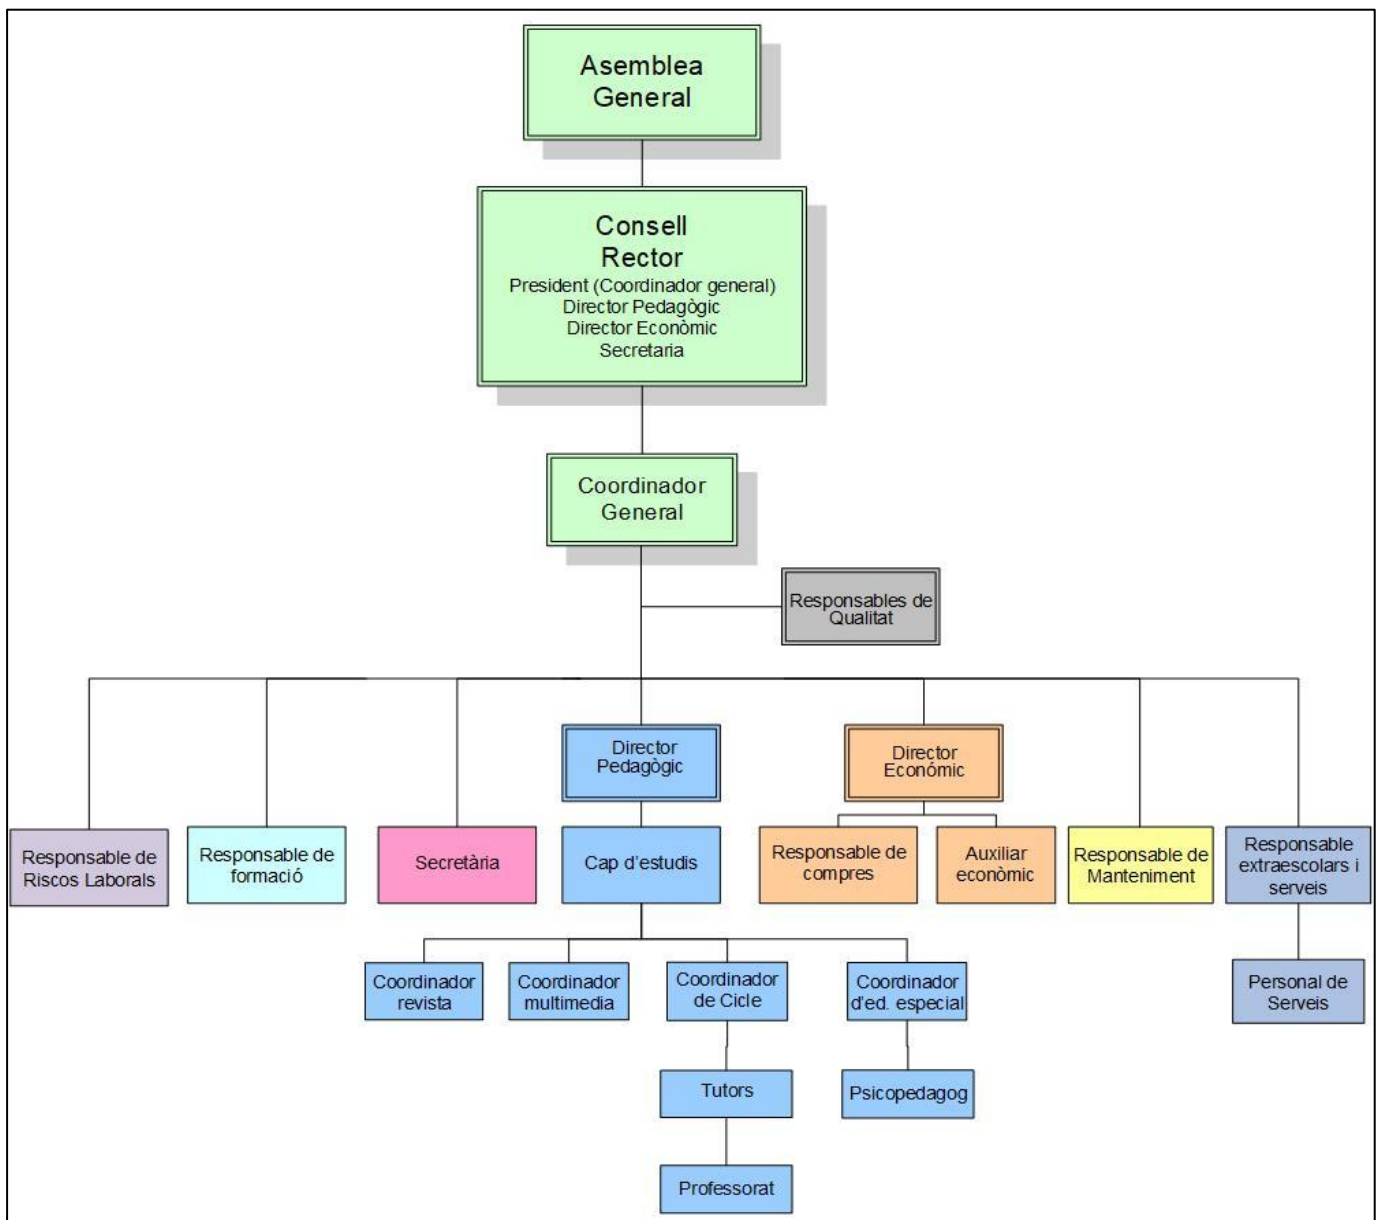 Asemblea
General
Consell
Rector
President (Coordinador general)
Director Pedagògic
Director Econòmic
Secretaria
Coordinador
General
Responsables de
Qualitat
Director
Pedagògic
Director
Económic
Responsable de
Riscos Laborals
Responsable de
formació
Secretària
Cap d'estudis
Responsable de
compres
Auxiliar
econòmic
Responsable de
Manteniment
Responsable
extraescolars i
serveis
Coordinador
revista
Coordinador
multimedia
Coordinador
de Cicle
Coordinador
d'ed. especial
Personal de
Serveis
Tutors
Psicopedagog
Professorat